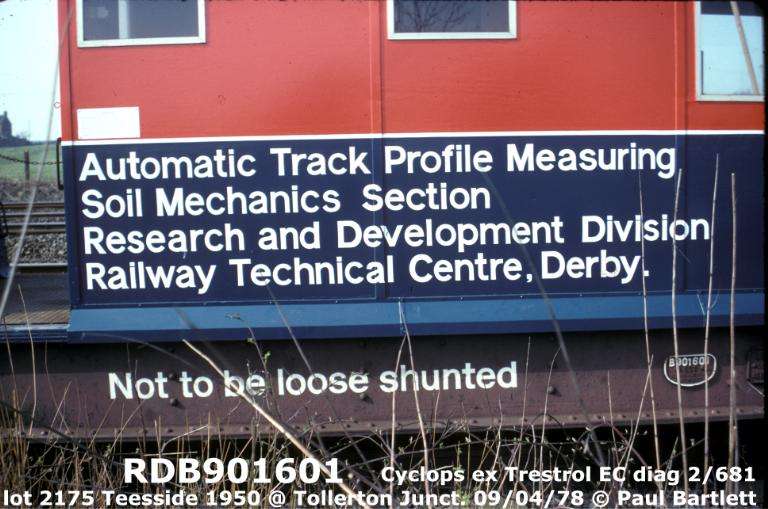 Automatic Track Profile Measuring
Soil Mechanics Section
Research and Development Division
Railway Technical Centre, Derby.
Not to be loose shunted
B901601
RDB901601 Cyclops ex Trestrol EC diag 2/681
lot 2175 Teesside 1950 @ Tollerton Junct. 09/04/78 © Paul Bartlett